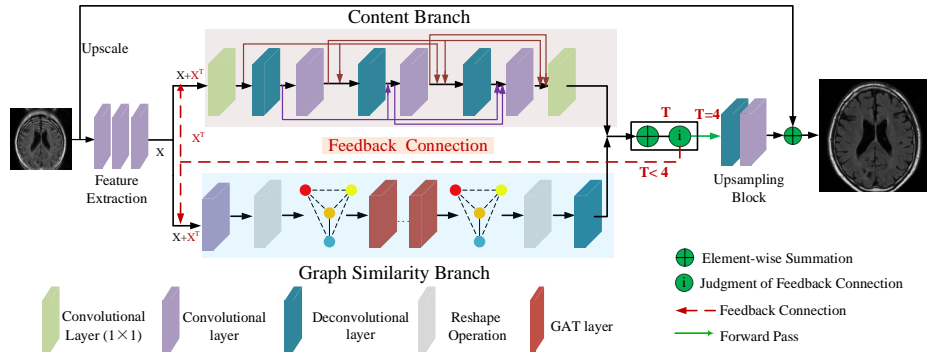 Content Branch
Upscale
X+X^T
T
T=4
X^T
X
Feedback Connection
i
T< 4
Feature
Extraction
Upsampling
Block
X+X^T
Graph Similarity Branch
Element-wise Summation
i
Judgment of Feedback Connection
Feedback Connection
Forward Pass
Convolutional
Layer (1×1)
Convolutional
layer
Deconvolutional
layer
Reshape
Operation
GAT layer